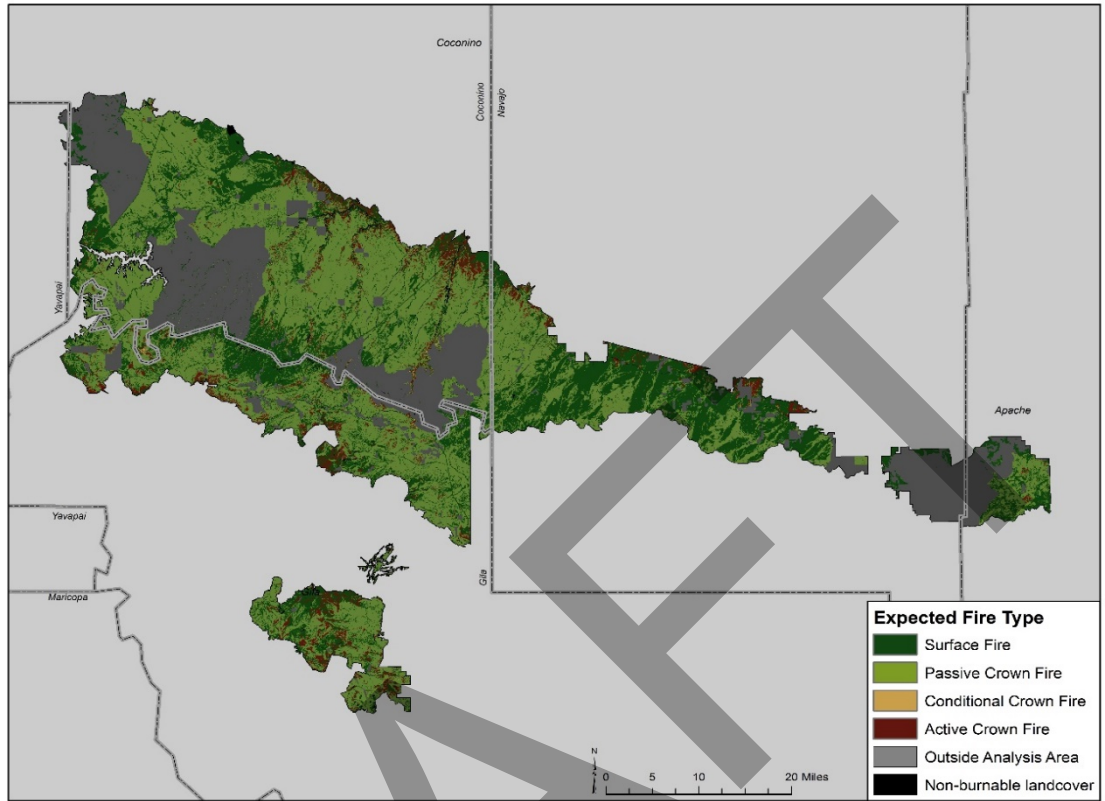 Coconino
Coconino
Navajo
Yavapai
Apache
Yavapai
Maricopa
Gila
Expected Fire Type
Surface Fire
Passive Crown Fire
Conditional Crown Fire
Active Crown Fire
Outside Analysis Area
Non-burnable landcover
N
0 5 10 20 Miles
AFT